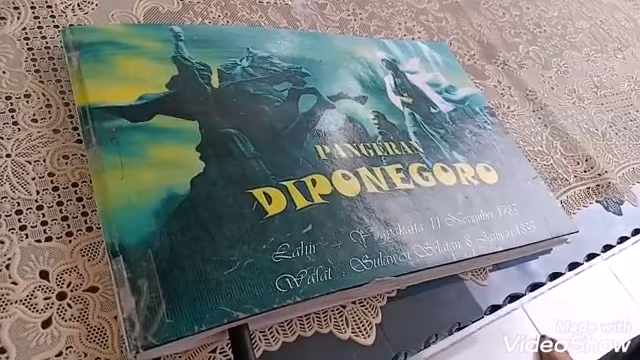 PANGERAN
DIPONEGORO
Lahir : Yogyakarta 11 November 1785
Wafat : Sulawesi Selatan 8 Januari 1855
Made with
VideoShow